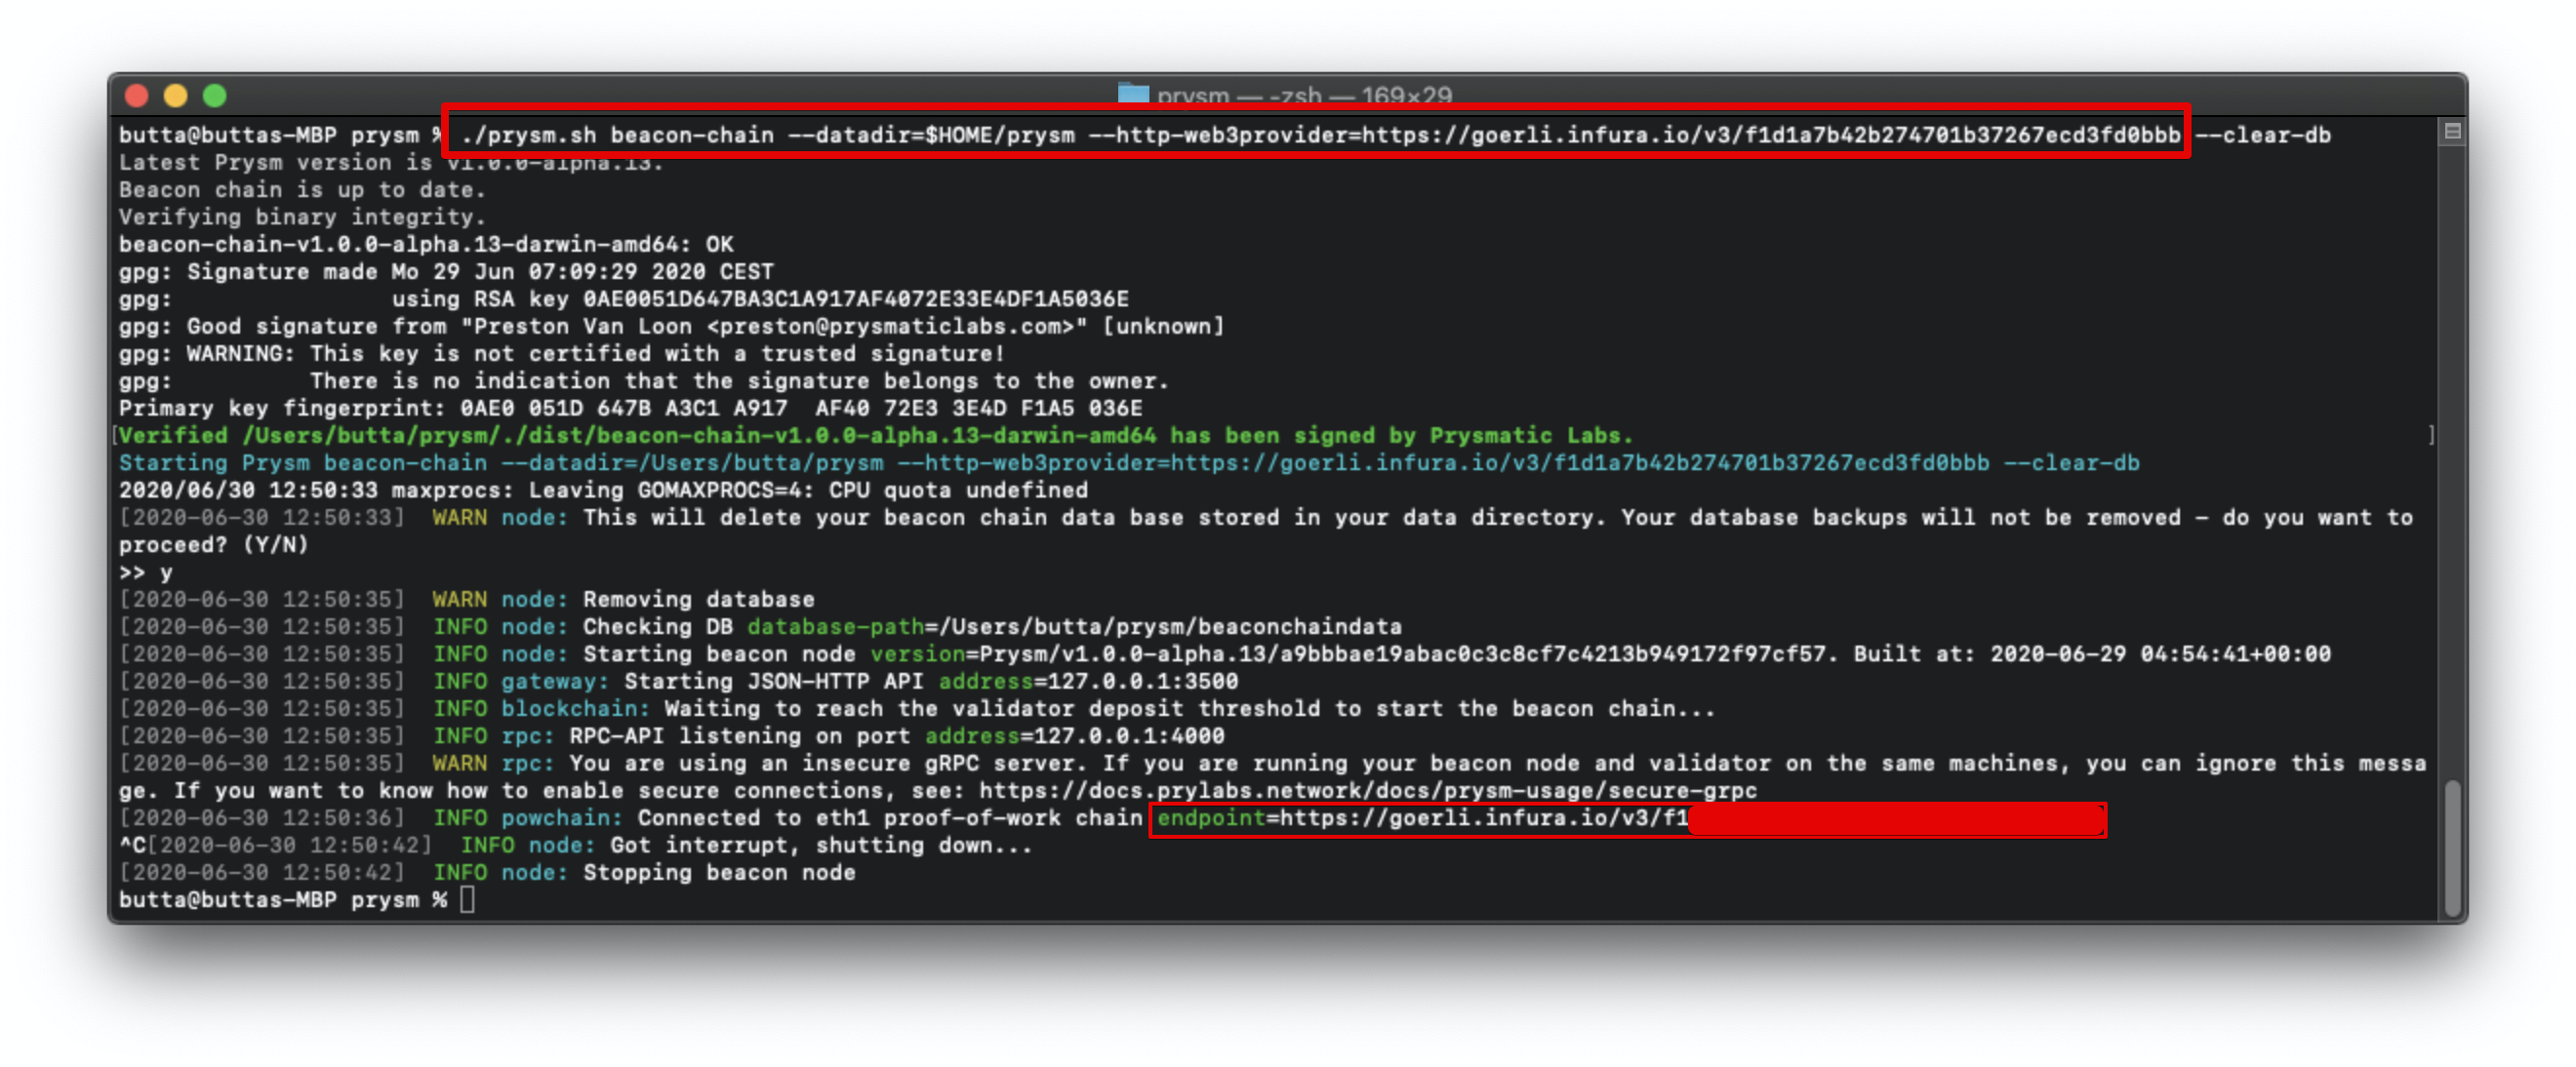 prysm — -zsh — 169×29
butta@buttas-MBP prysm % ./prysm.sh beacon-chain --datadir=$HOME/prysm --http-web3provider=https://goerli.infura.io/v3/f1d1a7b42b274701b37267ecd3fd0bbb --clear-db
Latest Prysm version is v1.0.0-alpha.13.
Beacon chain is up to date.
Verifying binary integrity.
beacon-chain-v1.0.0-alpha.13-darwin-amd64: OK
gpg: Signature made Mo 29 Jun 07:09:29 2020 CEST
gpg:                using RSA key 0AE0051D647BA3C1A917AF4072E33E4DF1A5036E
gpg: Good signature from "Preston Van Loon <preston@prysmaticlabs.com>" [unknown]
gpg: WARNING: This key is not certified with a trusted signature!
gpg:          There is no indication that the signature belongs to the owner.
Primary key fingerprint: 0AE0 051D 647B A3C1 A917  AF40 72E3 3E4D F1A5 036E
[Verified /Users/butta/prysm/./dist/beacon-chain-v1.0.0-alpha.13-darwin-amd64 has been signed by Prysmatic Labs. ]
Starting Prysm beacon-chain --datadir=/Users/butta/prysm --http-web3provider=https://goerli.infura.io/v3/f1d1a7b42b274701b37267ecd3fd0bbb --clear-db
2020/06/30 12:50:33 maxprocs: Leaving GOMAXPROCS=4: CPU quota undefined
[2020-06-30 12:50:33]  WARN node: This will delete your beacon chain data base stored in your data directory. Your database backups will not be removed - do you want to
proceed? (Y/N)
>> y
[2020-06-30 12:50:35]  WARN node: Removing database
[2020-06-30 12:50:35]  INFO node: Checking DB database-path=/Users/butta/prysm/beaconchaindata
[2020-06-30 12:50:35]  INFO node: Starting beacon node version=Prysm/v1.0.0-alpha.13/a9bbbae19abac0c3c8cf7c4213b949172f97cf57. Built at: 2020-06-29 04:54:41+00:00
[2020-06-30 12:50:35]  INFO gateway: Starting JSON-HTTP API address=127.0.0.1:3500
[2020-06-30 12:50:35]  INFO blockchain: Waiting to reach the validator deposit threshold to start the beacon chain...
[2020-06-30 12:50:35]  INFO rpc: RPC-API listening on port address=127.0.0.1:4000
[2020-06-30 12:50:35]  WARN rpc: You are using an insecure gRPC server. If you are running your beacon node and validator on the same machines, you can ignore this messa
ge. If you want to know how to enable secure connections, see: https://docs.prylabs.network/docs/prysm-usage/secure-grpc
[2020-06-30 12:50:36]  INFO powchain: Connected to eth1 proof-of-work chain endpoint=https://goerli.infura.io/v3/f1
^C[2020-06-30 12:50:42]  INFO node: Got interrupt, shutting down...
[2020-06-30 12:50:42]  INFO node: Stopping beacon node
butta@buttas-MBP prysm %